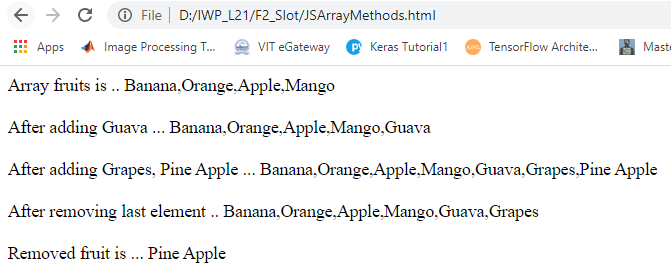 File D:/IWP_L21/F2_Slot/JSArrayMethods.html
Apps Image Processing T... VIT eGateway Keras Tutorial1 TensorFlow Archite... Maste
Array fruits is .. Banana,Orange,Apple,Mango
After adding Guava ... Banana,Orange,Apple,Mango,Guava
After adding Grapes, Pine Apple ... Banana,Orange,Apple,Mango,Guava,Grapes,Pine Apple
After removing last element .. Banana,Orange,Apple,Mango,Guava,Grapes
Removed fruit is ... Pine Apple